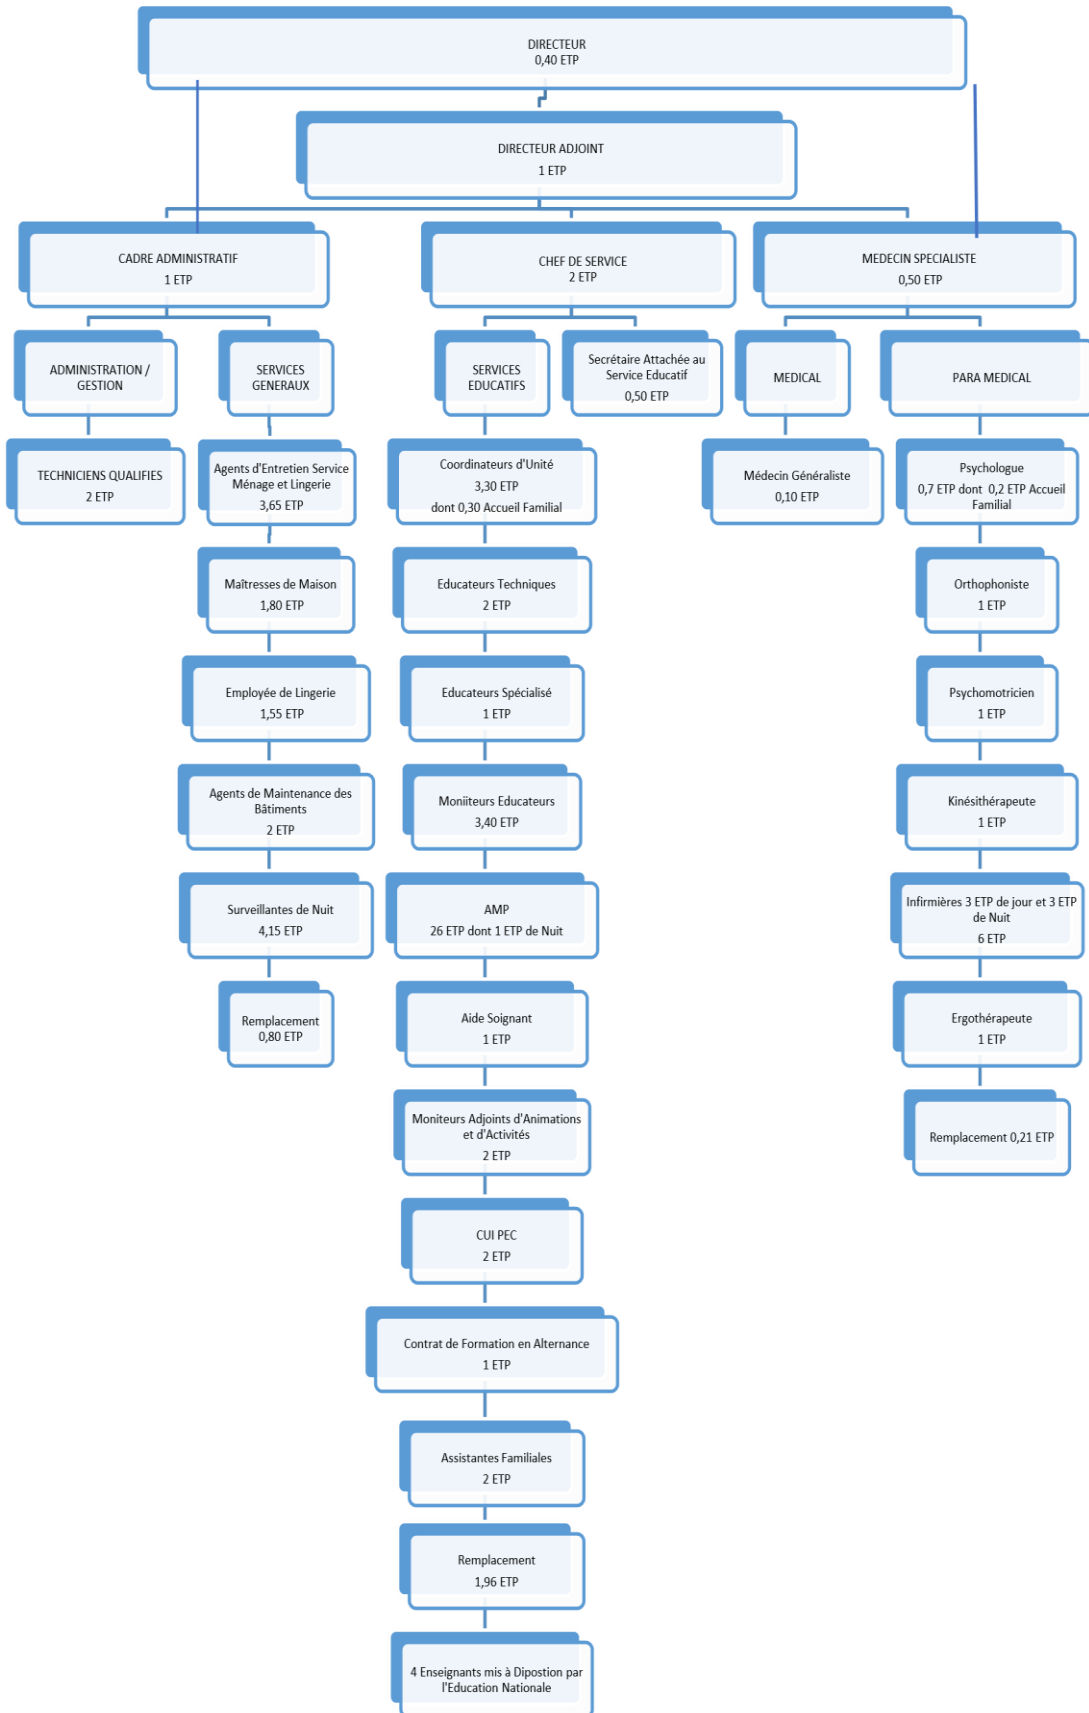 DIRECTEUR
0,40 ETP
DIRECTEUR ADJOINT
1 ETP
CADRE ADMINISTRATIF
1 ETP
CHEF DE SERVICE
2 ETP
MEDECIN SPECIALISTE
0,50 ETP
ADMINISTRATION /
GESTION
SERVICES
GENERAUX
SERVICES
EDUCATIFS
Secrétaire Attachée au
Service Educatif
0,50 ETP
MEDICAL
PARA MEDICAL
TECHNICIENS QUALIFIES
2 ETP
Agents d'Entretien Service
Ménage et Lingerie
3,65 ETP
Maîtresses de Maison
1,80 ETP
Employée de Lingerie
1,55 ETP
Agents de Maintenance des
Bâtiments
2 ETP
Surveillantes de Nuit
4,15 ETP
Remplacement
0,80 ETP
Coordinateurs d'Unité
3,30 ETP
dont 0,30 Accueil Familial
Educateurs Techniques
2 ETP
Educateurs Spécialisé
1 ETP
Moniiteurs Educateurs
3,40 ETP
AMP
26 ETP dont 1 ETP de Nuit
Aide Soignant
1 ETP
Moniteurs Adjoints d'Animations
et d'Activités
2 ETP
CUI PEC
2 ETP
Contrat de Formation en Alternance
1 ETP
Assistantes Familiales
2 ETP
Remplacement
1,96 ETP
4 Enseignants mis à Dipostion par
l'Education Nationale
Médecin Généraliste
0,10 ETP
Psychologue
0,7 ETP dont 0,2 ETP Accueil
Familial
Orthophoniste
1 ETP
Psychomotricien
1 ETP
Kinésithérapeute
1 ETP
Infirmières 3 ETP de jour et 3 ETP
de Nuit
6 ETP
Ergothérapeute
1 ETP
Remplacement 0,21 ETP